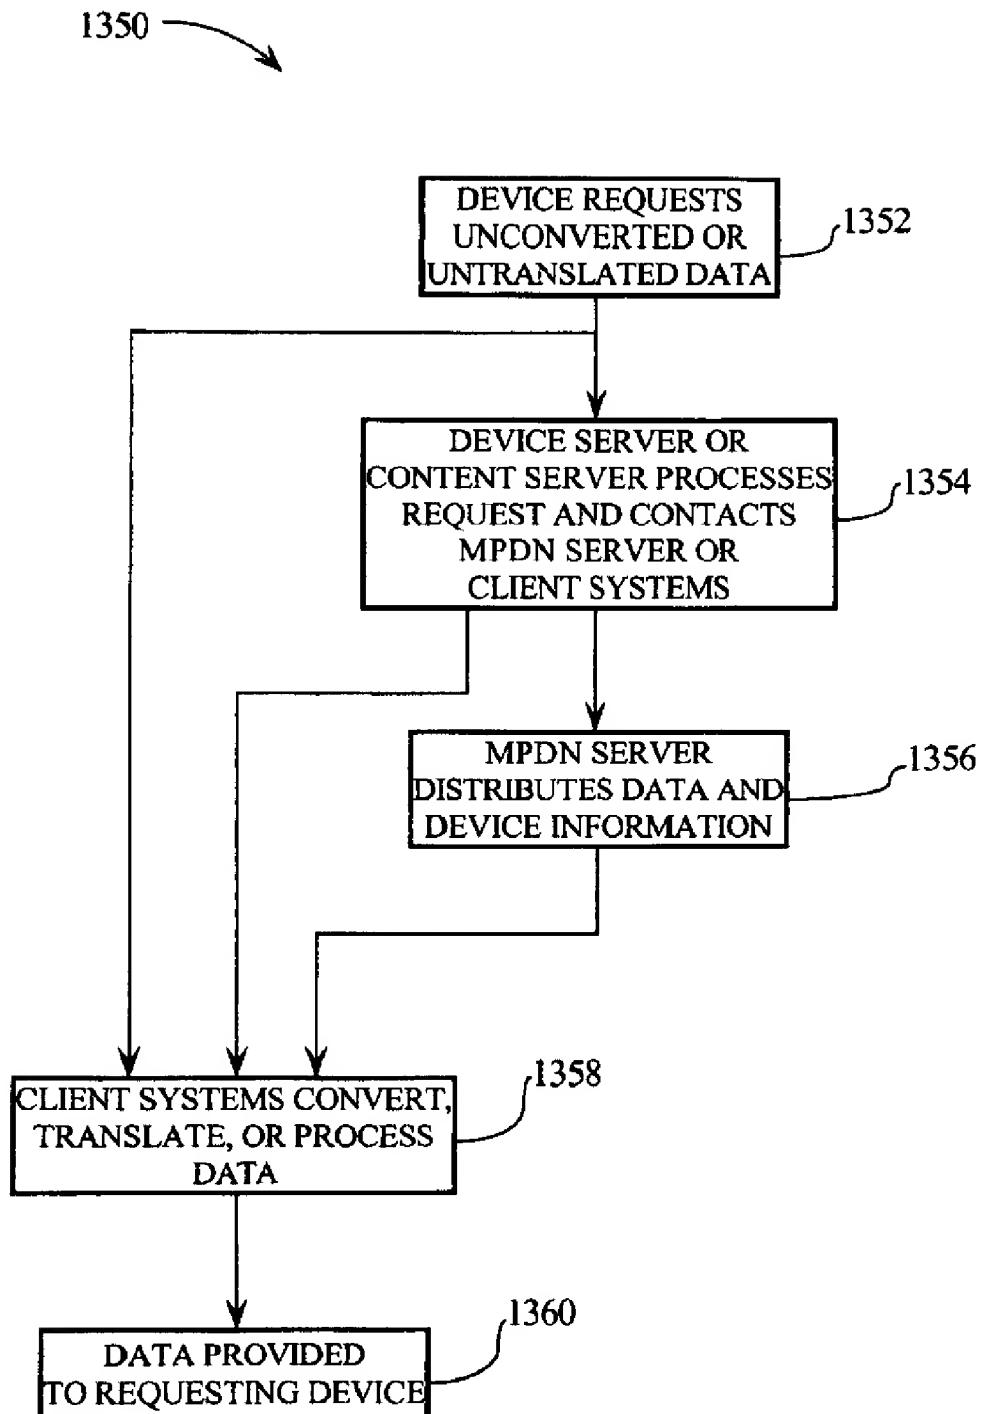 1350
DEVICE REQUESTS
UNCONVERTED OR
UNTRANSLATED DATA
1352
DEVICE SERVER OR
CONTENT SERVER PROCESSES
REQUEST AND CONTACTS
MPDN SERVER OR
CLIENT SYSTEMS
1354
MPDN SERVER
DISTRIBUTES DATA AND
DEVICE INFORMATION
1356
CLIENT SYSTEMS CONVERT,
TRANSLATE, OR PROCESS
DATA
1358
DATA PROVIDED
TO REQUESTING DEVICE
1360